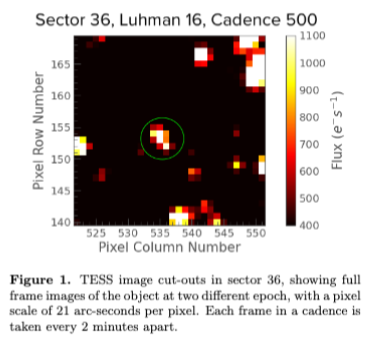 Sector 36, Luhman 16, Cadence 500
1100
1000
900
800
700
600
500
400
Flux (e⁻ s⁻¹)
Pixel Row Number
165
160
155
150
145
140
525 530 535 540 545 550
Pixel Column Number
Figure 1. TESS image cut-outs in sector 36, showing full
frame images of the object at two different epoch, with a pixel
scale of 21 arc-seconds per pixel. Each frame in a cadence is
taken every 2 minutes apart.